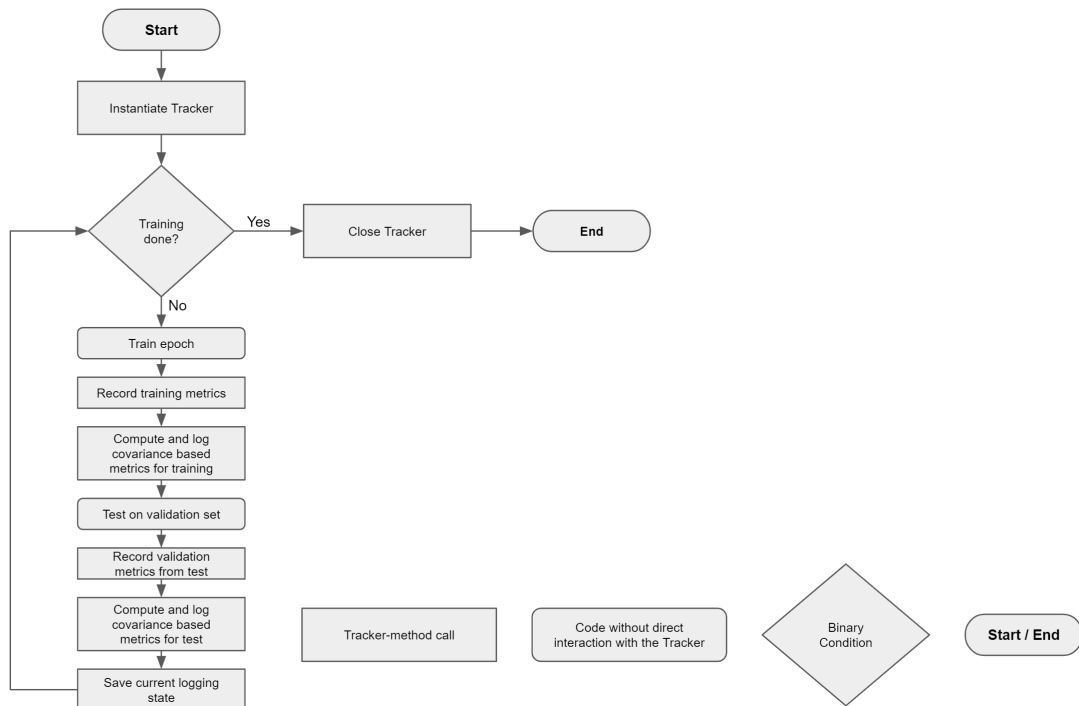 Start
Instantiate Tracker
Training
done?
Yes
Close Tracker
End
No
Train epoch
Record training metrics
Compute and log
covariance based
metrics for training
Test on validation set
Record validation
metrics from test
Compute and log
covariance based
metrics for test
Save current logging
state
Tracker-method call
Code without direct
interaction with the Tracker
Binary
Condition
Start / End